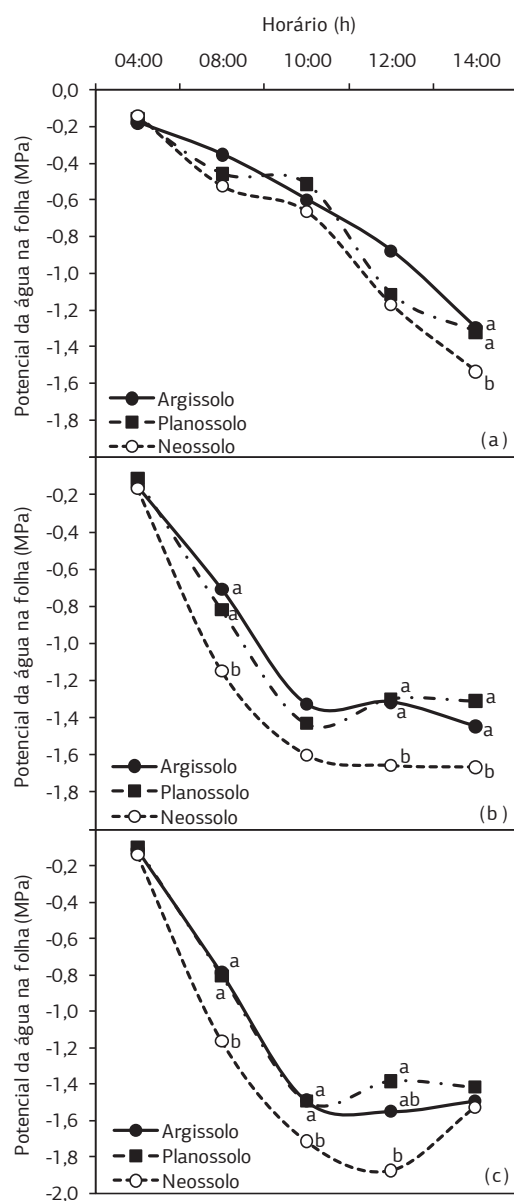 Horário (h)
04:00 08:00 10:00 12:00 14:00
Potencial da água na folha (MPa)
0,0
-0,2
-0,4
-0,6
-0,8
-1,0
-1,2
-1,4
-1,6
-1,8
a
a
b
Argissolo
Planossolo
Neossolo
(a)
Potencial da água na folha (MPa)
-0,2
-0,4
-0,6
-0,8
-1,0
-1,2
-1,4
-1,6
-1,8
a
a
b
a
a
b
a
a
b
Argissolo
Planossolo
Neossolo
(b)
Potencial da água na folha (MPa)
-0,2
-0,4
-0,6
-0,8
-1,0
-1,2
-1,4
-1,6
-1,8
-2,0
a
a
b
a
a
b
a
ab
b
Argissolo
Planossolo
Neossolo
(c)